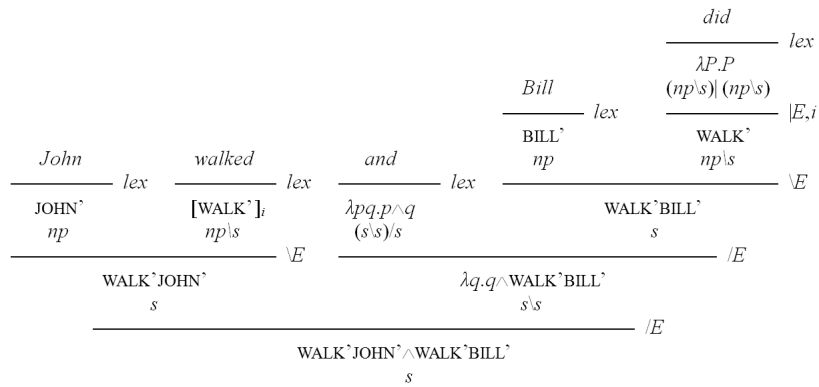 did
lex
λP.P
(np\s)| (np\s)
Bill
lex
|E,i
BILL’
np
WALK’
np\s
John
walked
and
lex
lex
lex
\E
JOHN’
np
[WALK’]i
np\s
λpq.p∧q
(s\s)/s
WALK’BILL’
s
\E
/E
WALK’JOHN’
s
λq.q∧WALK’BILL’
s\s
/E
WALK’JOHN’∧WALK’BILL’
s